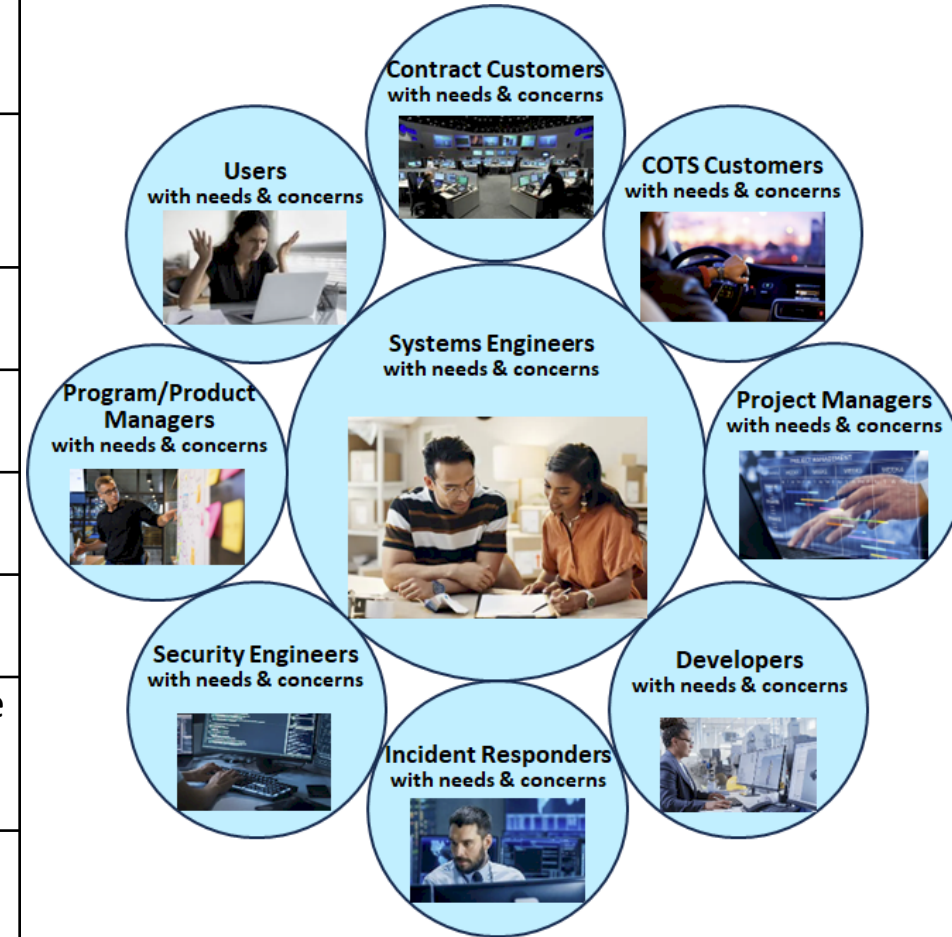 Contract Customers
with needs & concerns
Users
with needs & concerns
COTS Customers
with needs & concerns
Systems Engineers
with needs & concerns
Program/Product
Managers
with needs & concerns
Project Managers
with needs & concerns
PROJECT MANAGEMENT
Security Engineers
with needs & concerns
Developers
with needs & concerns
Incident Responders
with needs & concerns
e